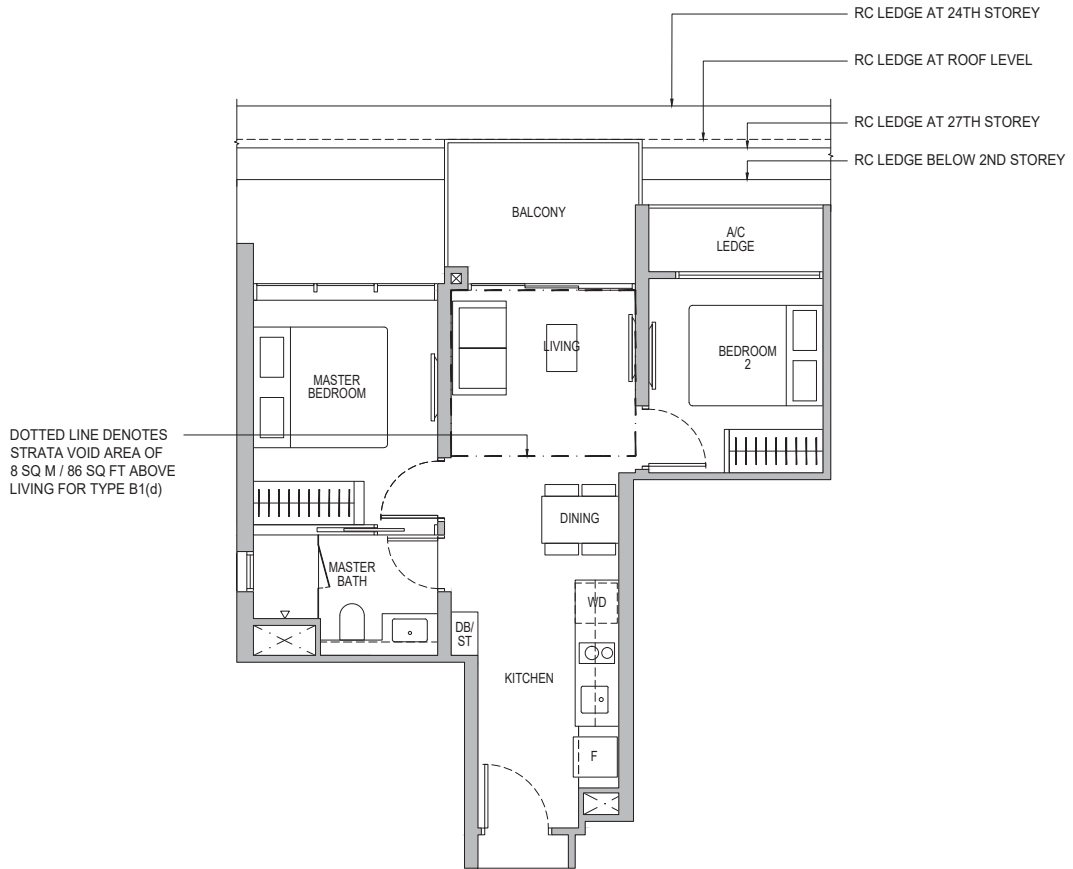 RC LEDGE AT 24TH STOREY
RC LEDGE AT ROOF LEVEL
RC LEDGE AT 27TH STOREY
RC LEDGE BELOW 2ND STOREY
BALCONY
A/C
LEDGE
LIVING
BEDROOM
2
MASTER
BEDROOM
DOTTED LINE DENOTES
STRATA VOID AREA OF
8 SQ M / 86 SQ FT ABOVE
LIVING FOR TYPE B1(d)
DINING
MASTER
BATH
WD
DB/
ST
KITCHEN
F